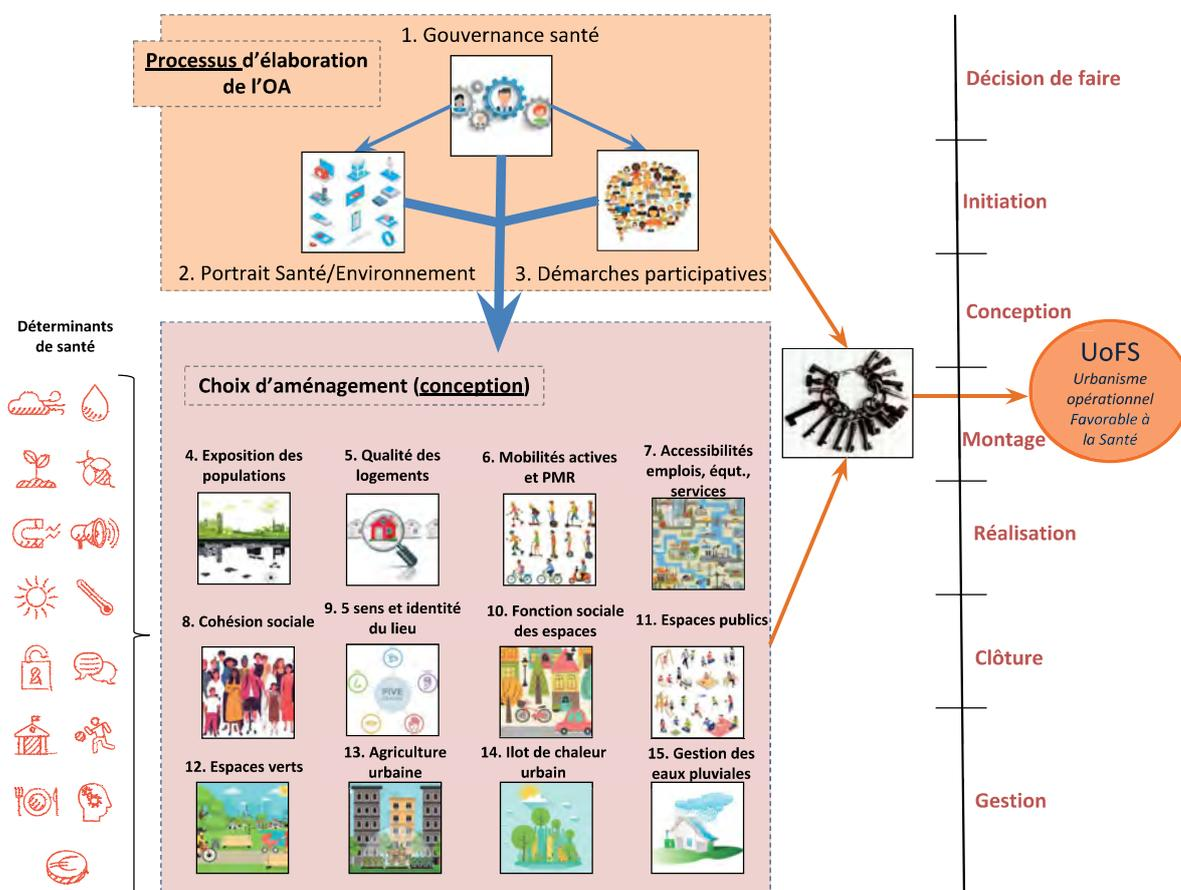 1. Gouvernance santé
Processus d'élaboration
de l'OA
2. Portrait Santé/Environnement
3. Démarches participatives
Déterminants
de santé
Choix d'aménagement (conception)
4. Exposition des
populations
5. Qualité des
logements
6. Mobilités actives
et PMR
7. Accessibilités
emplois, équt.,
services
8. Cohésion sociale
9. 5 sens et identité
du lieu
FIVE
10. Fonction sociale
des espaces
11. Espaces publics
12. Espaces verts
13. Agriculture
urbaine
14. Ilot de chaleur
urbain
15. Gestion des
eaux pluviales
Décision de faire
Initiation
Conception
Montage
Réalisation
Clôture
Gestion
UoFS
Urbanisme
opérationnel
Favorable à
la Santé